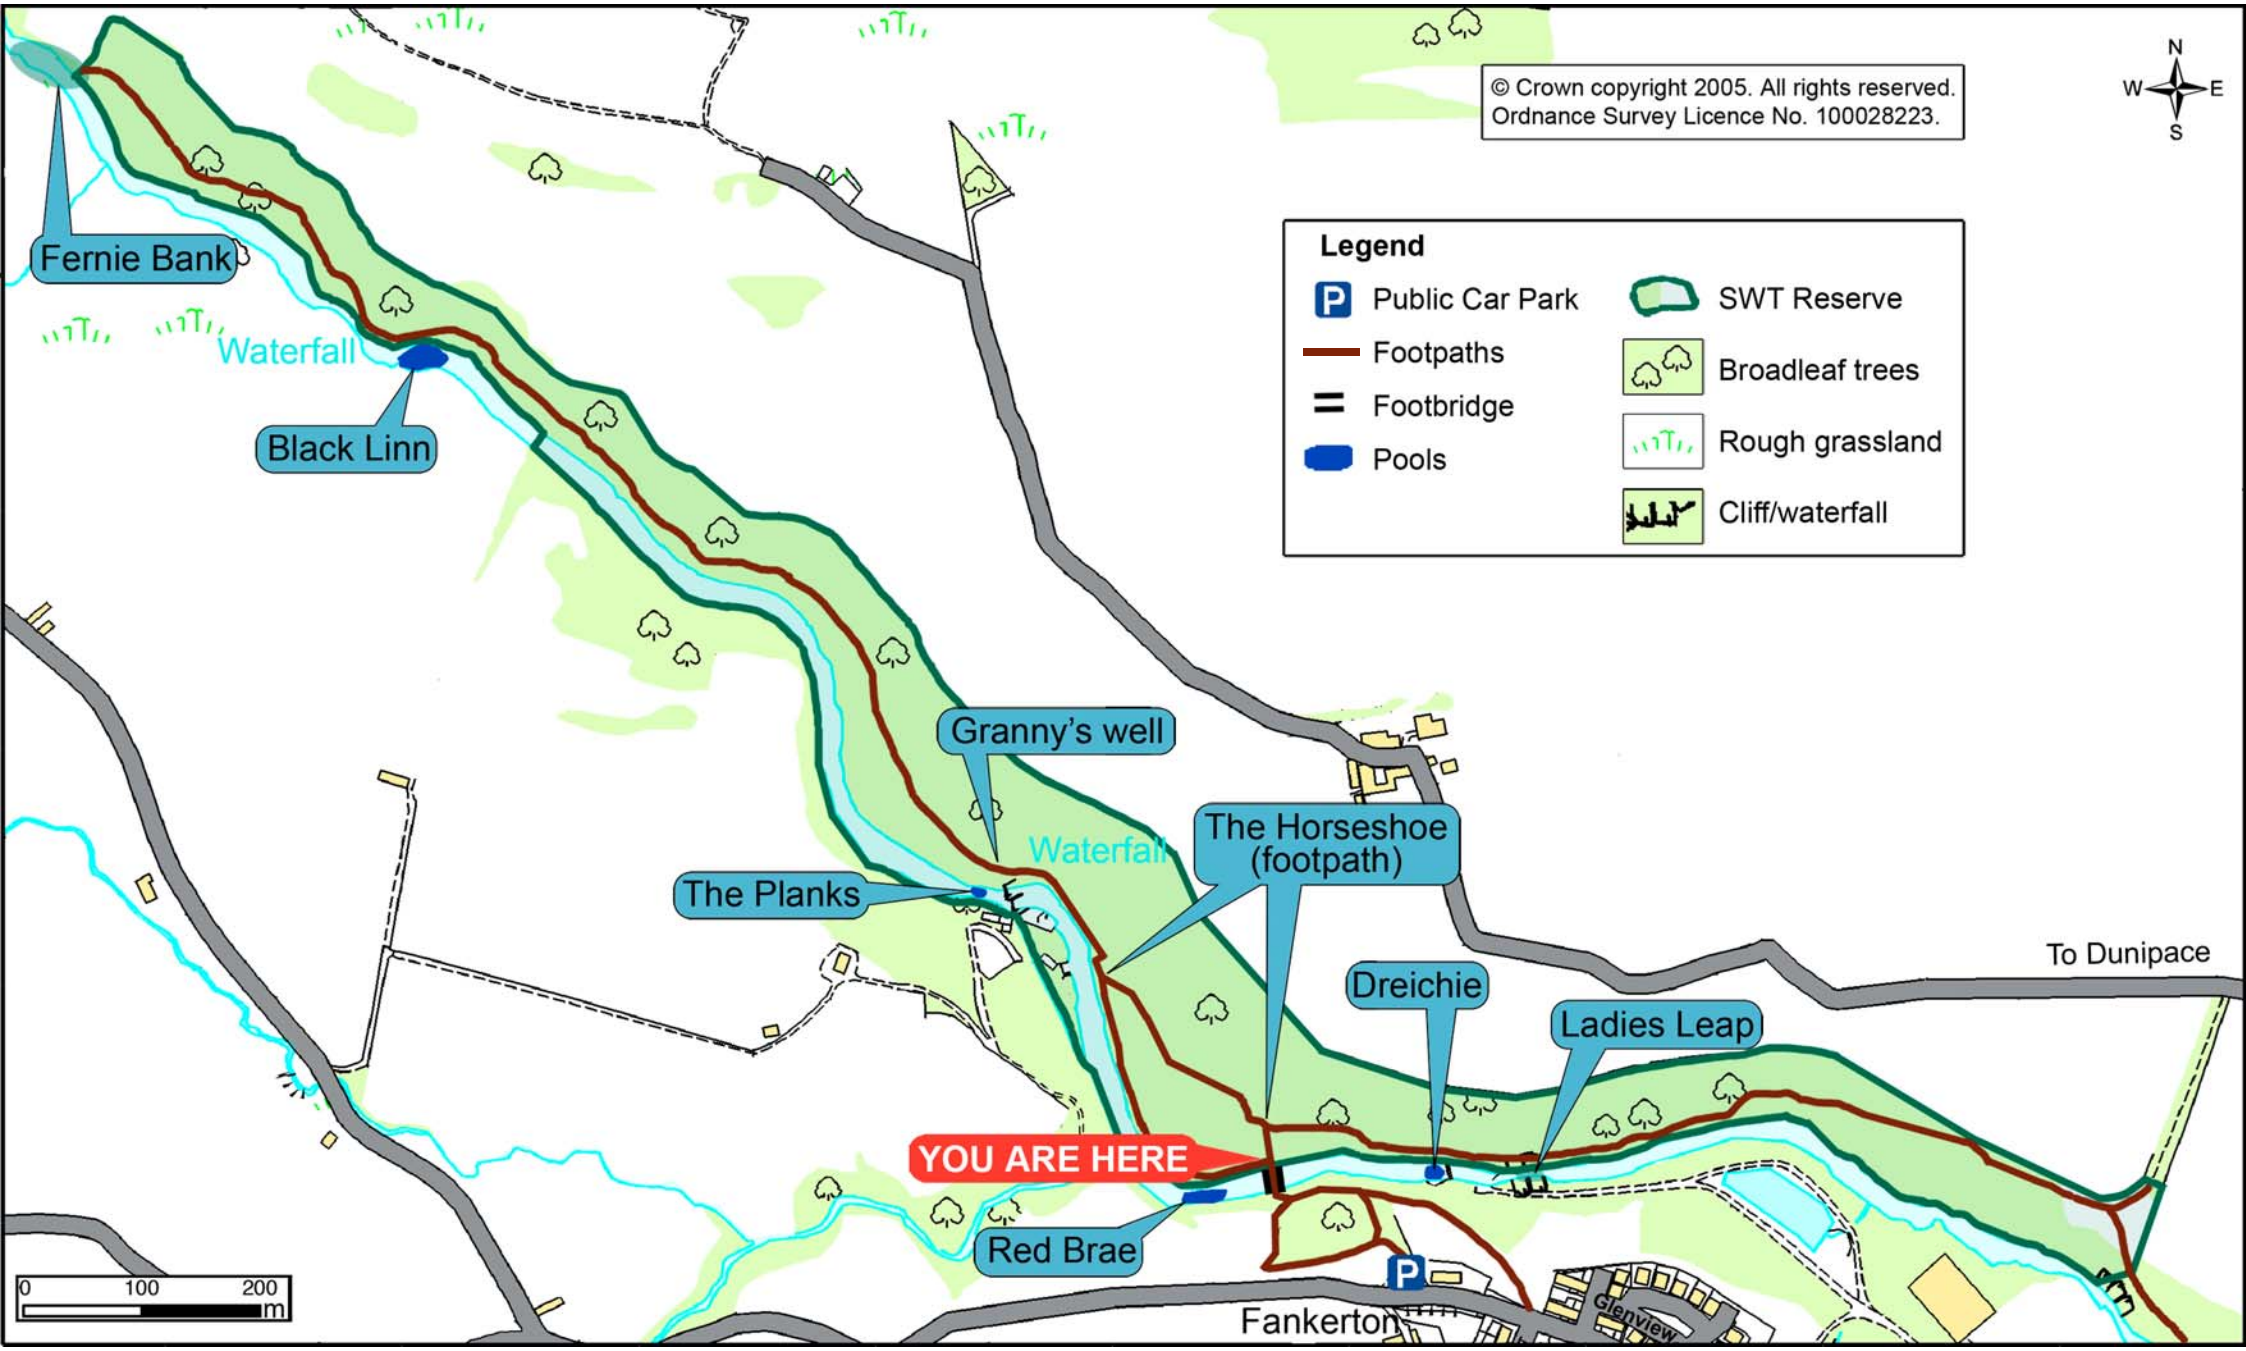 © Crown copyright 2005. All rights reserved.
Ordnance Survey Licence No. 100028223.
N
W
E
S
Legend
P
Public Car Park
Footpaths
Footbridge
Pools
SWT Reserve
Broadleaf trees
Rough grassland
Cliff/waterfall
Fernie Bank
Waterfall
Black Linn
Granny's well
The Horseshoe
(footpath)
Waterfall
The Planks
To Dunipace
Dreichie
Ladies Leap
YOU ARE HERE
Red Brae
P
Fankerton
Glenview
0
100
200
m